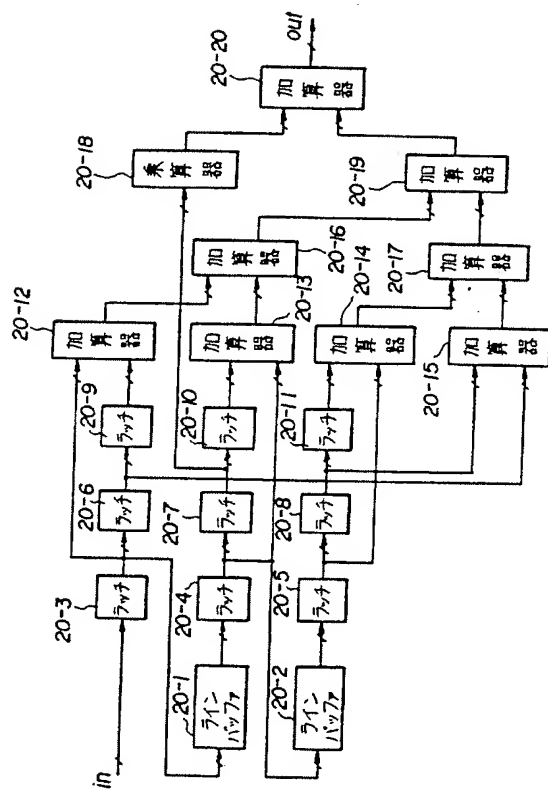 in
20-3
ラッチ
20-6
ラッチ
20-9
ラッチ
20-12
加算器
20-1
ライン
バッファ
20-4
ラッチ
20-7
ラッチ
20-10
ラッチ
20-13
加算器
20-16
加算器
20-18
乗算器
20-20
加算器
out
20-2
ライン
バッファ
20-5
ラッチ
20-8
ラッチ
20-11
ラッチ
20-14
加算器
20-15
加算器
20-17
加算器
20-19
加算器